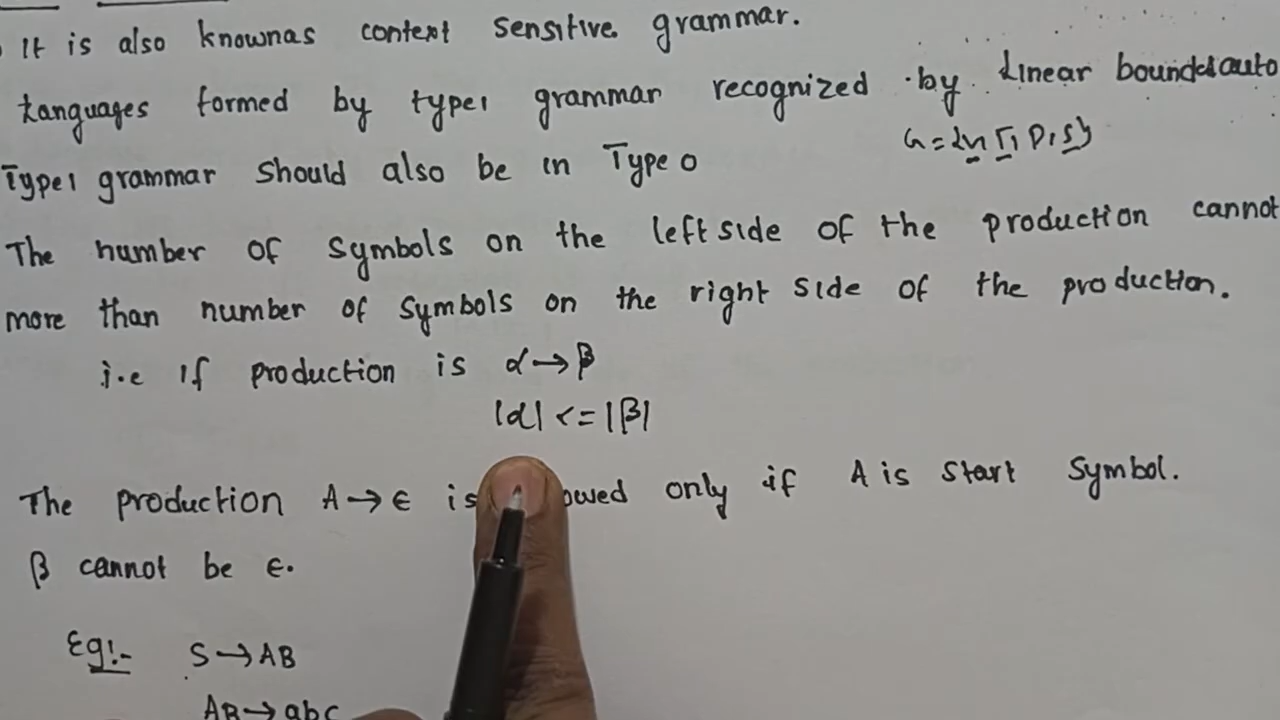 It is also knownas context sensitive grammar.
Languages formed by type1 grammar recognized by Linear bounded auto
G = {N, T, P, S}
Type1 grammar should also be in Type 0
The number of symbols on the left side of the production cannot
more than number of symbols on the right side of the production.
i.e If production is α→β
|α| <= |β|
The production A→ϵ is owed only if A is start symbol.
β cannot be ϵ.
Eg:- S→AB
AB→abc